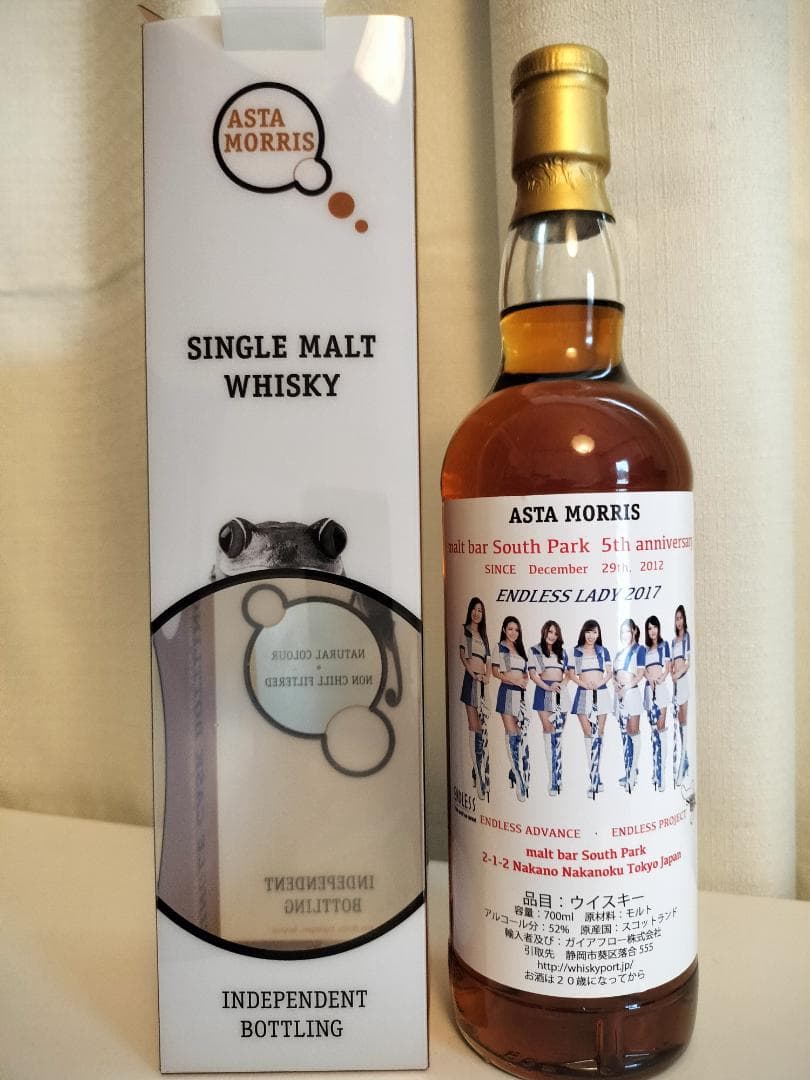 ASTA
MORRIS
SINGLE MALT
WHISKY
NATURAL COLOUR
NON CHILL FILTERED
INDEPENDENT
BOTTLING
INDEPENDENT
BOTTLING
ASTA MORRIS
malt bar South Park 5th anniversary
SINCE December 29th, 2012
ENDLESS LADY 2017
ENDLESS
ENDLESS ADVANCE · ENDLESS PROJECT
malt bar South Park
2-1-2 Nakano Nakanoku Tokyo Japan
品目：ウイスキー
容量：700ml 原材料：モルト
アルコール分：52% 原産国：スコットランド
輸入者及び：ガイアフロー株式会社
引取先 静岡市葵区落合 555
http://whiskyport.jp/
お酒は２０歳になってから